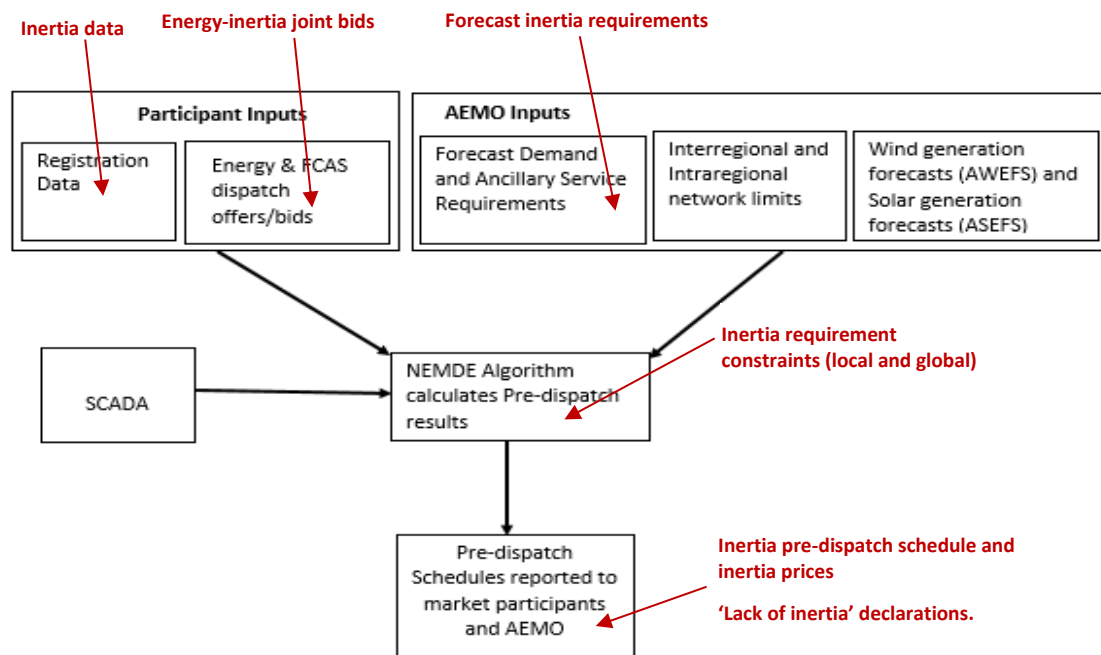 Inertia data
Energy-inertia joint bids
Forecast inertia requirements
Participant Inputs
Registration
Data
Energy & FCAS
dispatch
offers/bids
AEMO Inputs
Forecast Demand
and Ancillary Service
Requirements
Interregional and
Intraregional
network limits
Wind generation
forecasts (AWEFS) and
Solar generation
forecasts (ASEFS)
Inertia requirement
constraints (local and global)
SCADA
NEMDE Algorithm
calculates Pre-dispatch
results
Pre-dispatch
Schedules reported to
market participants
and AEMO
Inertia pre-dispatch schedule and
inertia prices
‘Lack of inertia’ declarations.